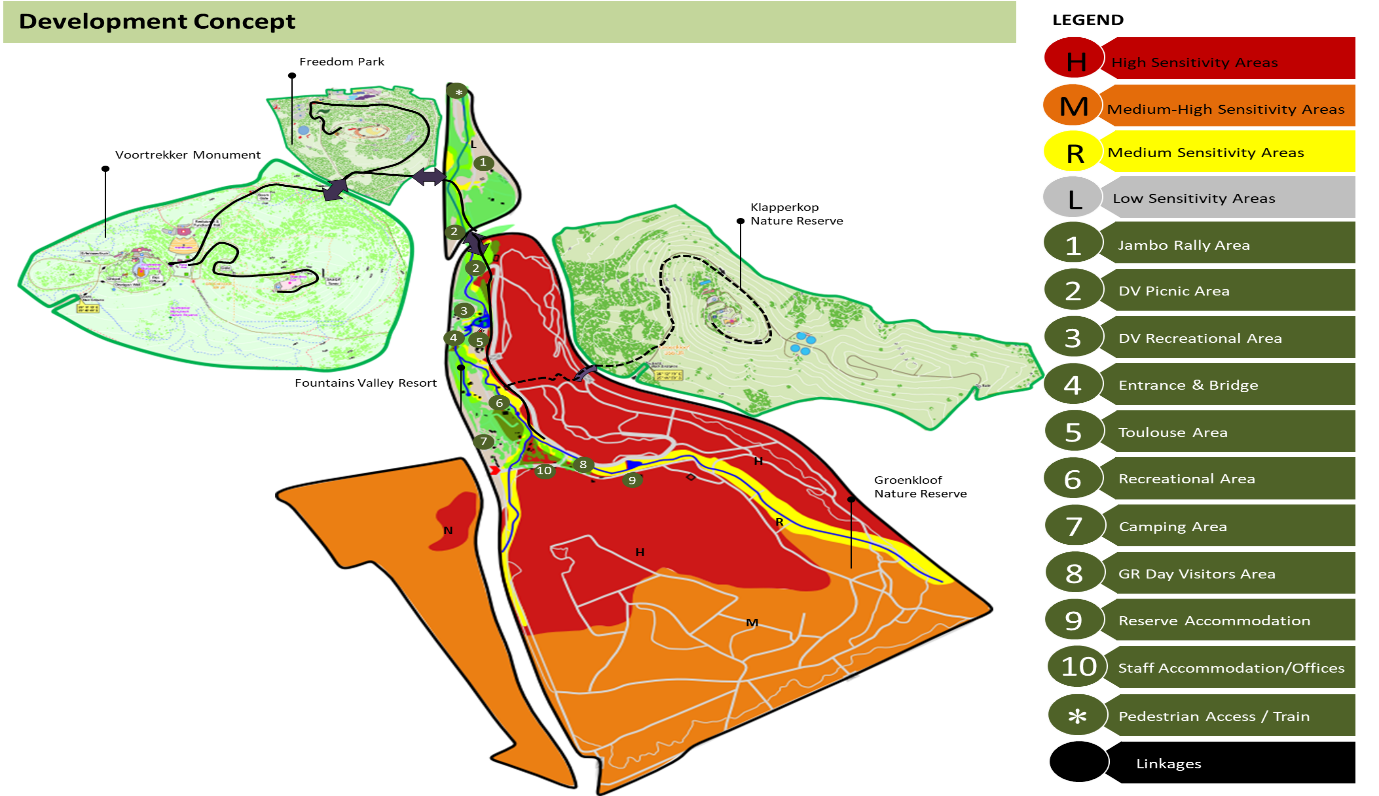 Development Concept
LEGEND
Freedom Park
Voortrekker Monument
Klapperkop
Nature Reserve
Fountains Valley Resort
Groenkloof
Nature Reserve
*
L
1
2
2
3
4
5
6
7
8
9
10
H
R
N
H
M
H High Sensitivity Areas
M Medium-High Sensitivity Areas
R Medium Sensitivity Areas
L Low Sensitivity Areas
1 Jambo Rally Area
2 DV Picnic Area
3 DV Recreational Area
4 Entrance & Bridge
5 Toulouse Area
6 Recreational Area
7 Camping Area
8 GR Day Visitors Area
9 Reserve Accommodation
10 Staff Accommodation/Offices
* Pedestrian Access / Train
Linkages